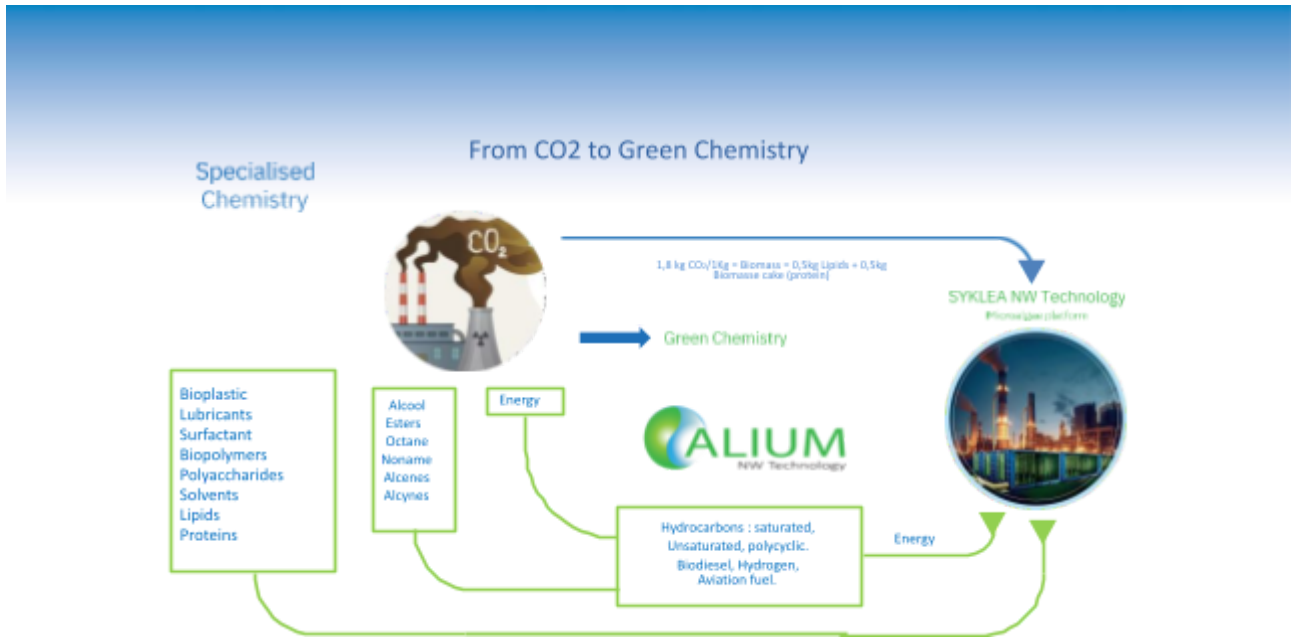 From CO2 to Green Chemistry
Specialised
Chemistry
CO₂
1,8 kg CO₂/1Kg = Biomass = 0,5kg Lipids + 0,5kg
Biomasse cake (protein)
SYKLEA NW Technology
Microalgae platform
Green Chemistry
Bioplastic
Lubricants
Surfactant
Biopolymers
Polyaccharides
Solvents
Lipids
Proteins
Alcool
Esters
Octane
Noname
Alcenes
Alcynes
Energy
ALIUM
NW Technology
Hydrocarbons : saturated,
Unsaturated, polycyclic.
Biodiesel, Hydrogen,
Aviation fuel.
Energy